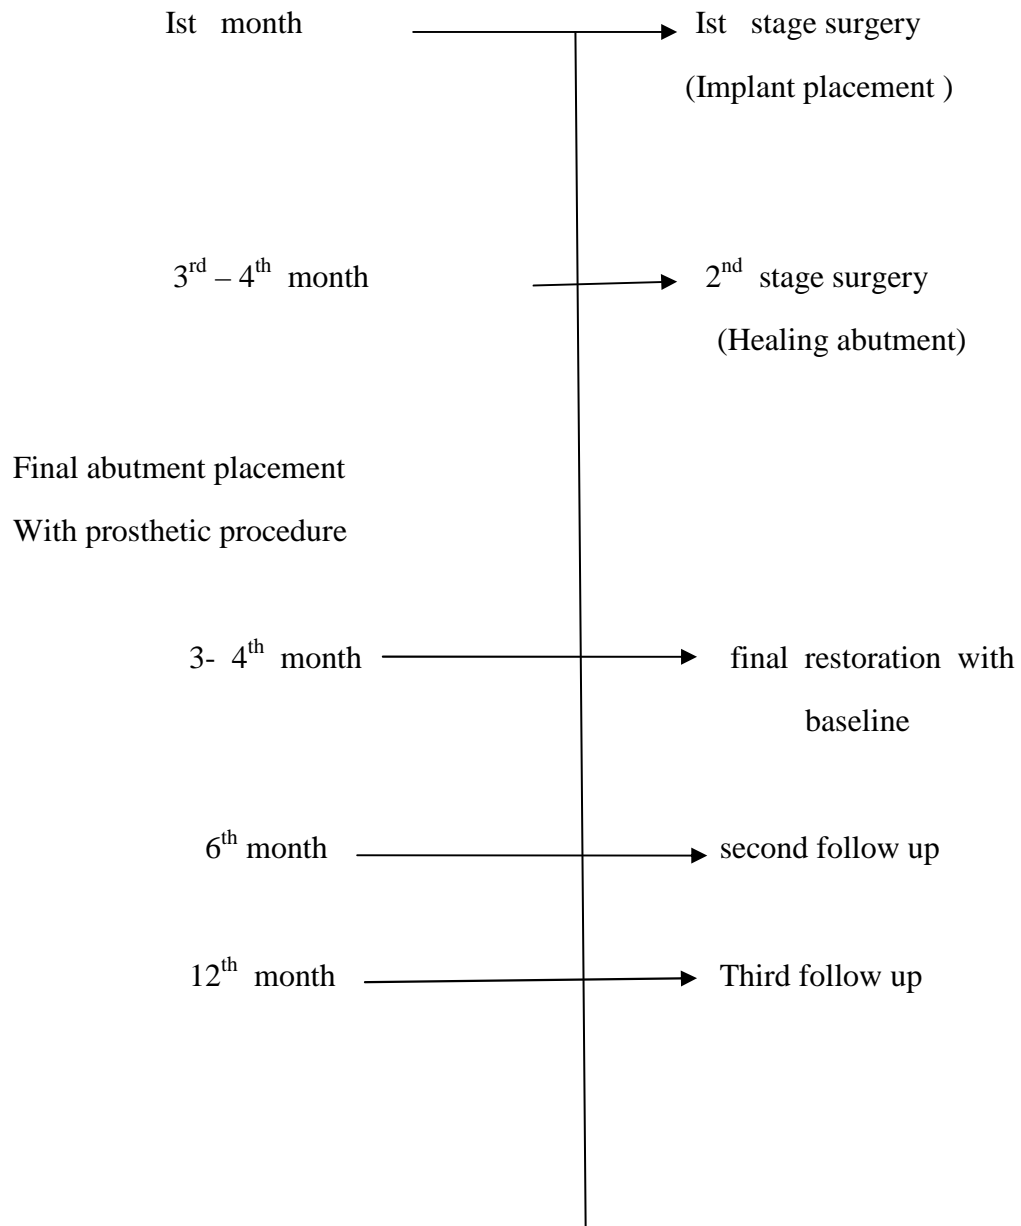 Ist month Ist stage surgery
(Implant placement )
3rd – 4th month 2nd stage surgery
(Healing abutment)
Final abutment placement
With prosthetic procedure
3- 4th month final restoration with
baseline
6th month second follow up
12th month Third follow up